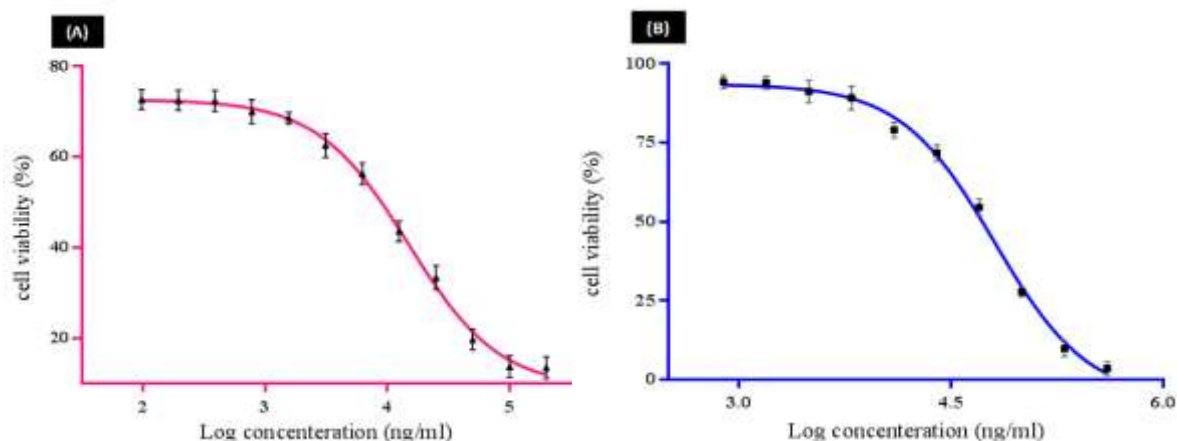 (A)
80
60
40
20
cell viability (%)
2 3 4 5
Log concenteration (ng/ml)
(B)
100
75
50
25
0
cell viability (%)
3.0 4.5 6.0
Log concenteration (ng/ml)